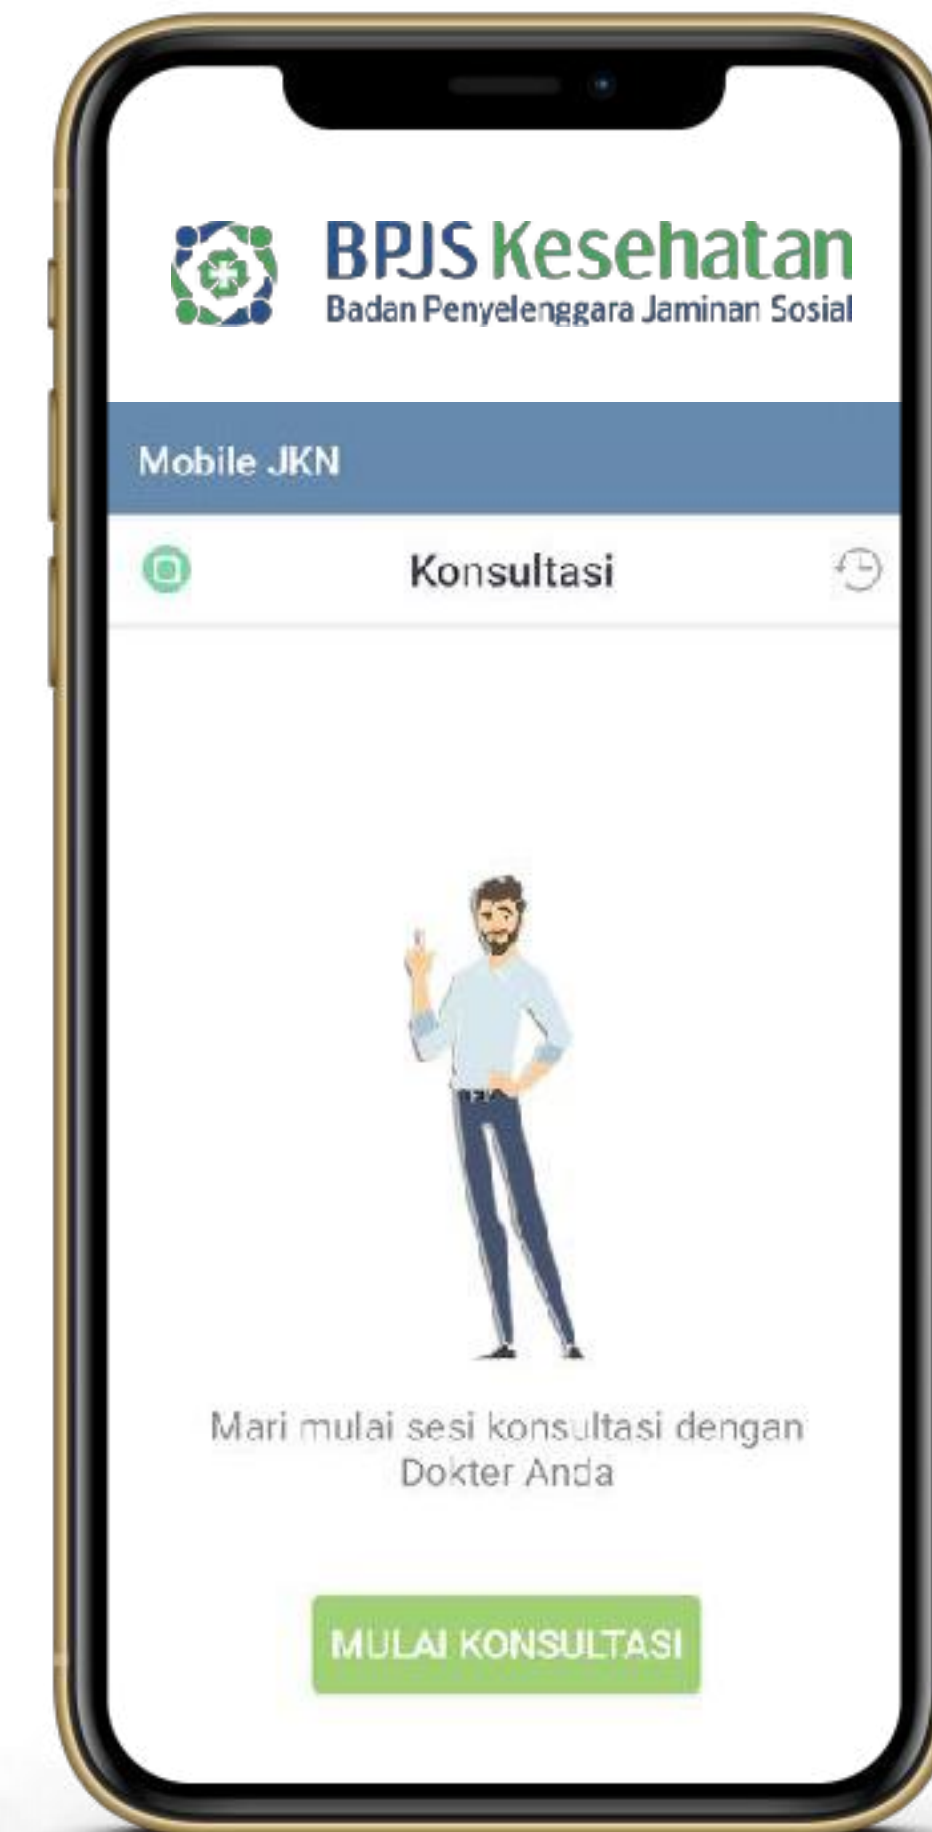 BPJS Kesehatan
Badan Penyelenggara Jaminan Sosial
Mobile JKN
Konsultasi
Mari mulai sesi konsultasi dengan
Dokter Anda
MULAI KONSULTASI